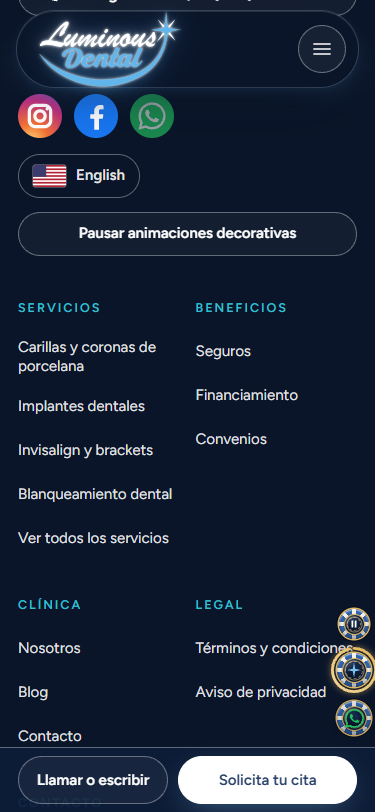 Luminous
Dental
English
Pausar animaciones decorativas
SERVICIOS
Carillas y coronas de
porcelana
Implantes dentales
Invisalign y brackets
Blanqueamiento dental
Ver todos los servicios
BENEFICIOS
Seguros
Financiamiento
Convenios
CLÍNICA
Nosotros
Blog
Contacto
LEGAL
Términos y condiciones
Aviso de privacidad
Llamar o escribir
Solicita tu cita
CONTACTO